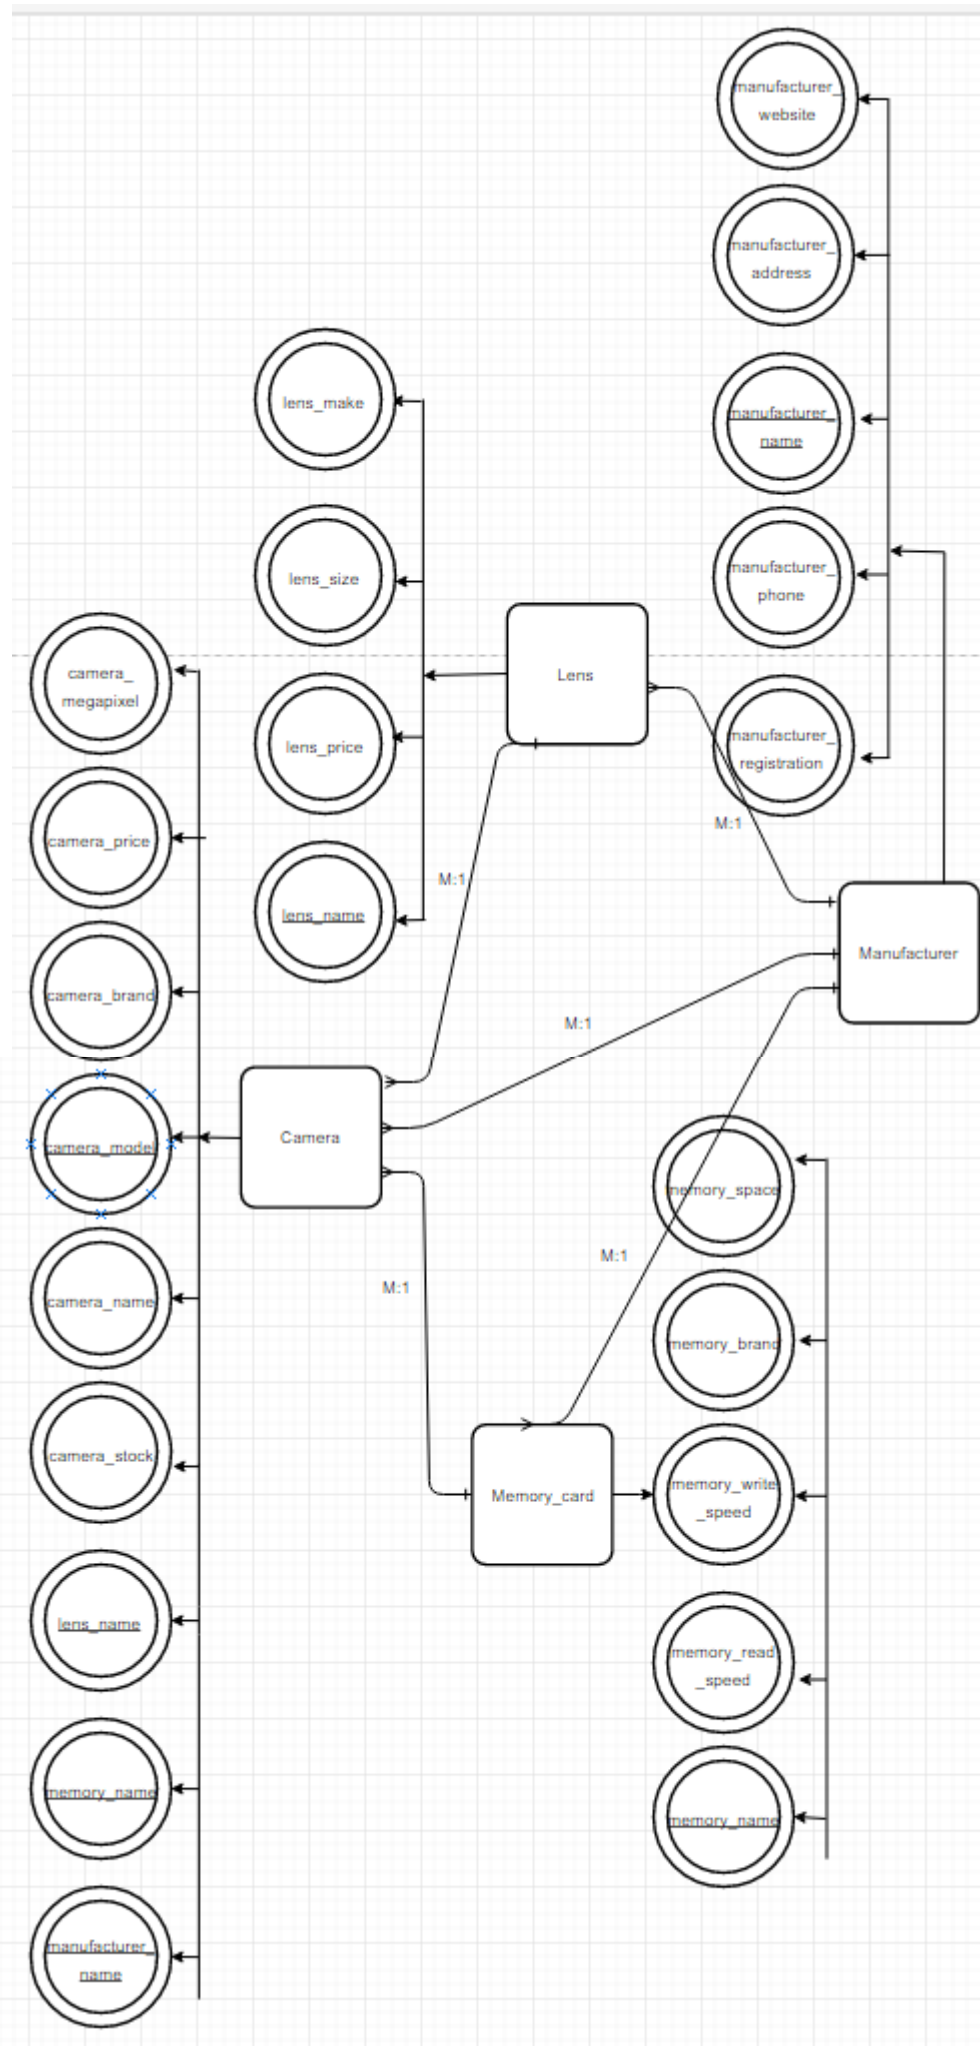 manufacturer_
website
manufacturer_
address
lens_make
manufacturer_
name
lens_size
manufacturer_
phone
Lens
camera_
megapixel
lens_price
manufacturer_
registration
M:1
camera_price
M:1
lens_name
Manufacturer
camera_brand
M:1
Camera
camera_model
memory_space
M:1
M:1
camera_name
memory_brand
camera_stock
Memory_card
memory_write
_speed
lens_name
memory_read
_speed
memory_name
memory_name
manufacturer_
name